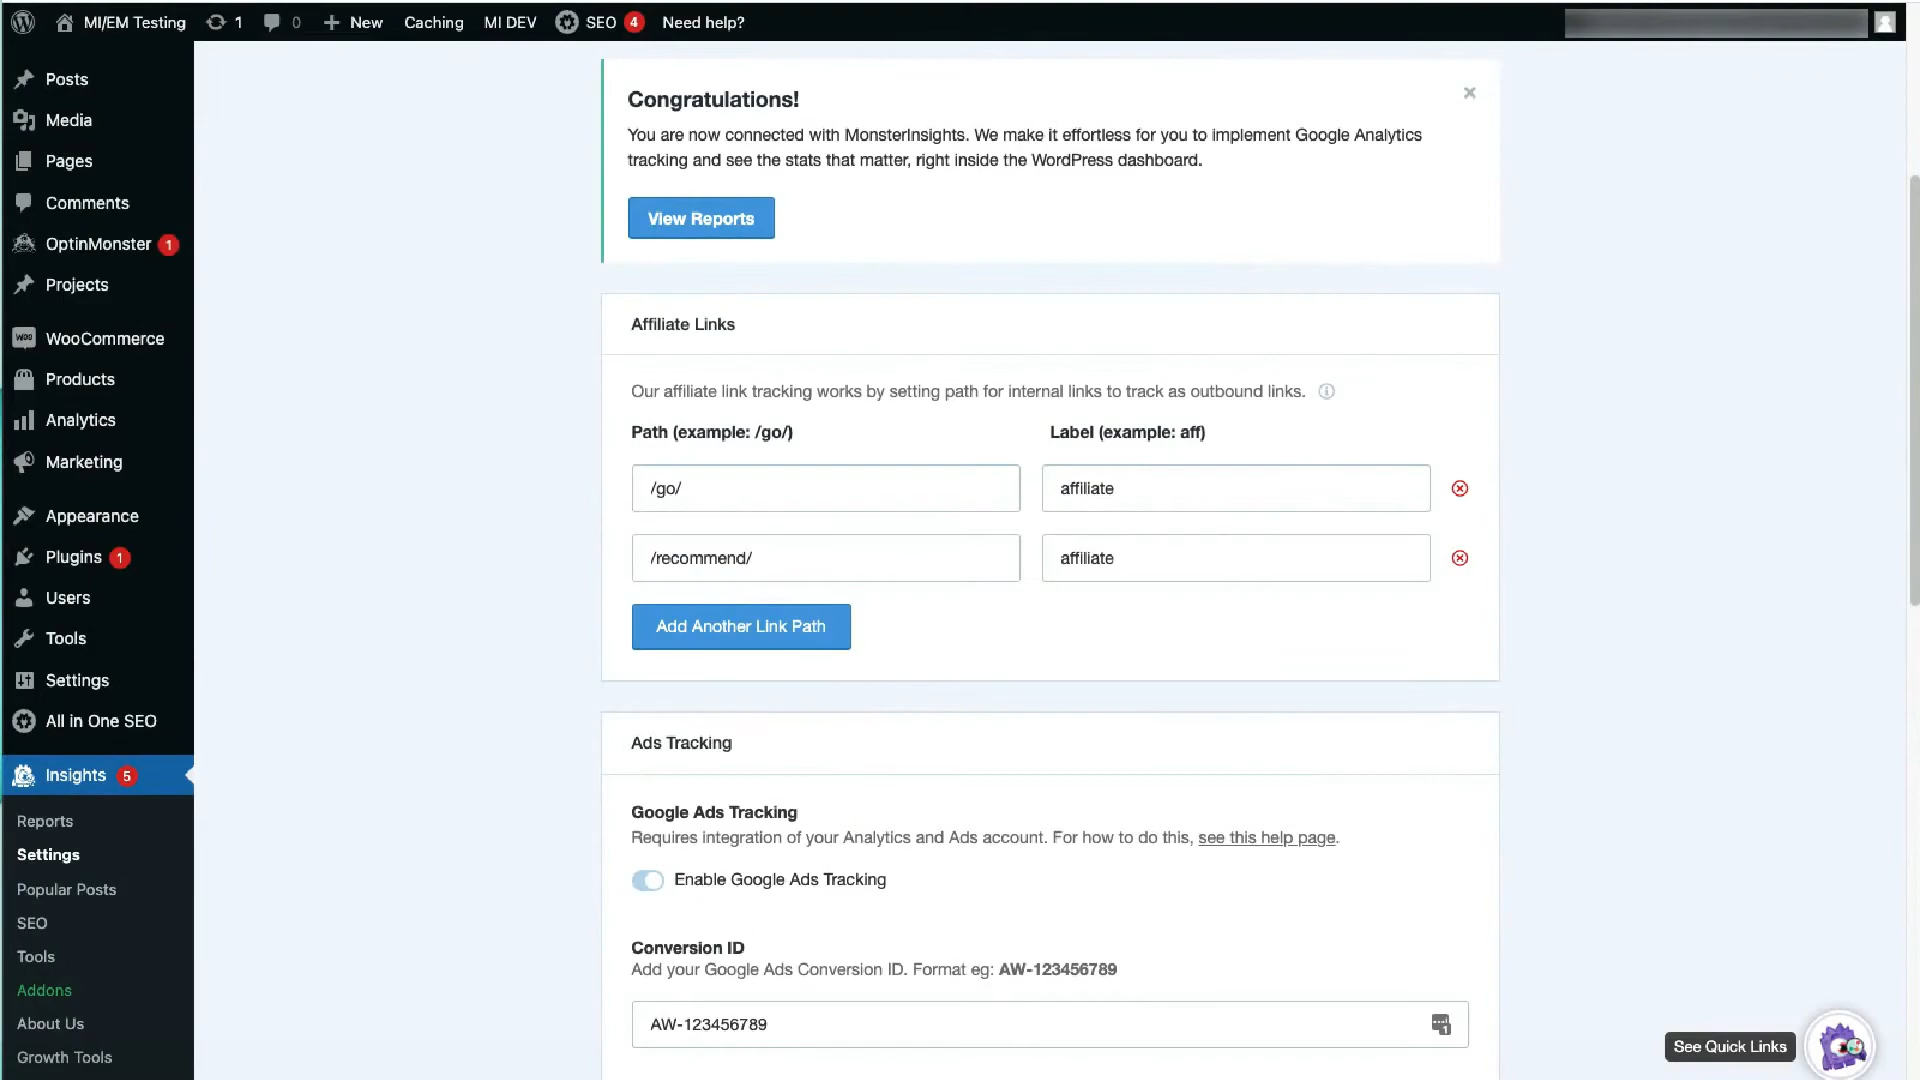 MI/EM Testing 1 0 New Caching MI DEV SEO 4 Need help?
Posts
Media
Pages
Comments
OptinMonster 1
Projects
WooCommerce
Products
Analytics
Marketing
Appearance
Plugins 1
Users
Tools
Settings
All in One SEO
Insights 5
Reports
Settings
Popular Posts
SEO
Tools
Addons
About Us
Growth Tools
Congratulations!
You are now connected with MonsterInsights. We make it effortless for you to implement Google Analytics
tracking and see the stats that matter, right inside the WordPress dashboard.
View Reports
Affiliate Links
Our affiliate link tracking works by setting path for internal links to track as outbound links.
Path (example: /go/) Label (example: aff)
/go/ affiliate
/recommend/ affiliate
Add Another Link Path
Ads Tracking
Google Ads Tracking
Requires integration of your Analytics and Ads account. For how to do this, see this help page.
Enable Google Ads Tracking
Conversion ID
Add your Google Ads Conversion ID. Format eg: AW-123456789
AW-123456789
See Quick Links